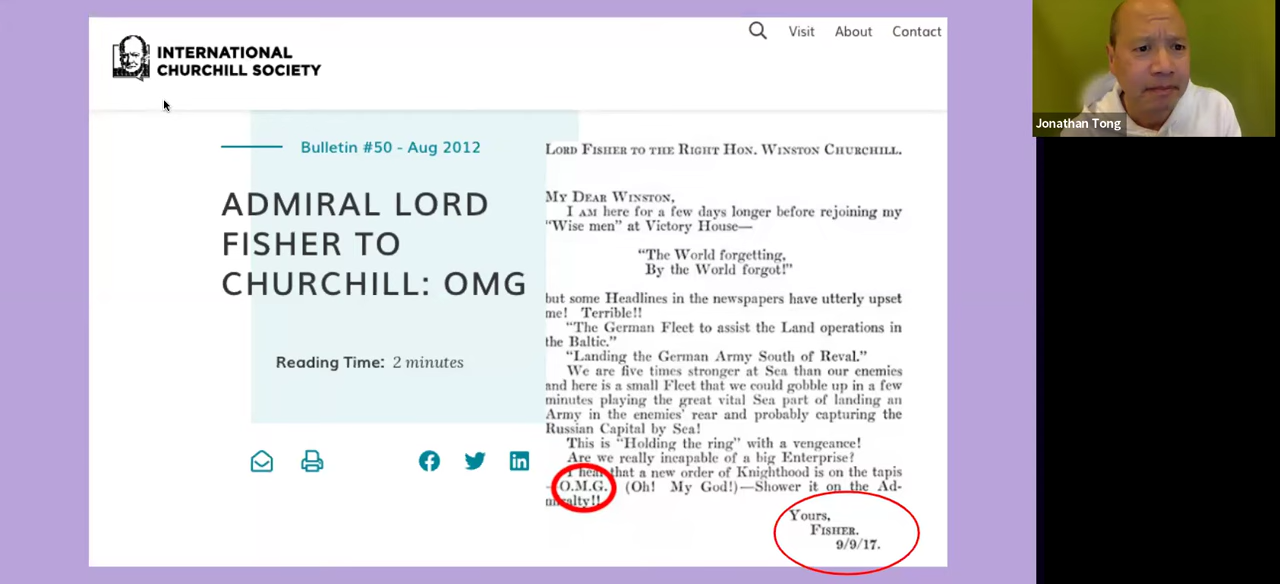 INTERNATIONAL
CHURCHILL SOCIETY
Visit About Contact
Jonathan Tong
Bulletin #50 - Aug 2012
ADMIRAL LORD
FISHER TO
CHURCHILL: OMG
Reading Time: 2 minutes
LORD FISHER TO THE RIGHT HON. WINSTON CHURCHILL.
MY DEAR WINSTON,
I AM here for a few days longer before rejoining my
"Wise men" at Victory House—
"The World forgetting,
By the World forgot!"
but some Headlines in the newspapers have utterly upset
me! Terrible!!
"The German Fleet to assist the Land operations in
the Baltic."
"Landing the German Army South of Reval."
We are five times stronger at Sea than our enemies
and here is a small Fleet that we could gobble up in a few
minutes playing the great vital Sea part of landing an
Army in the enemies' rear and probably capturing the
Russian Capital by Sea!
This is "Holding the ring" with a vengeance!
Are we really incapable of a big Enterprise?
I hear that a new order of Knighthood is on the tapis
—O.M.G. (Oh! My God!)—Shower it on the Ad-
miralty!!
Yours,
FISHER.
9/9/17.